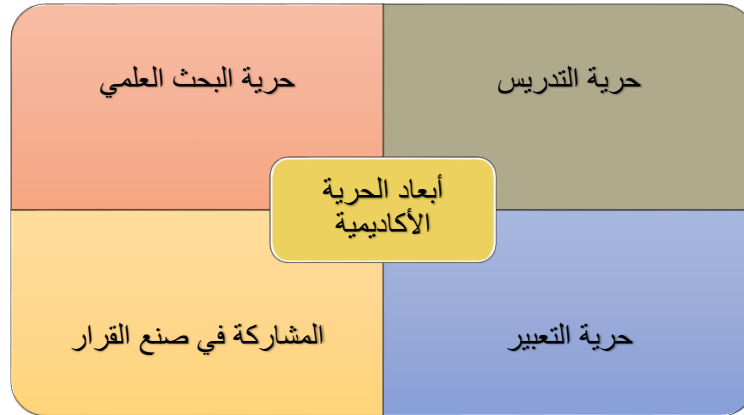 حرية التدريس
حرية البحث العلمي
أبعاد الحرية
الأكاديمية
حرية التعبير
المشاركة في صنع القرار